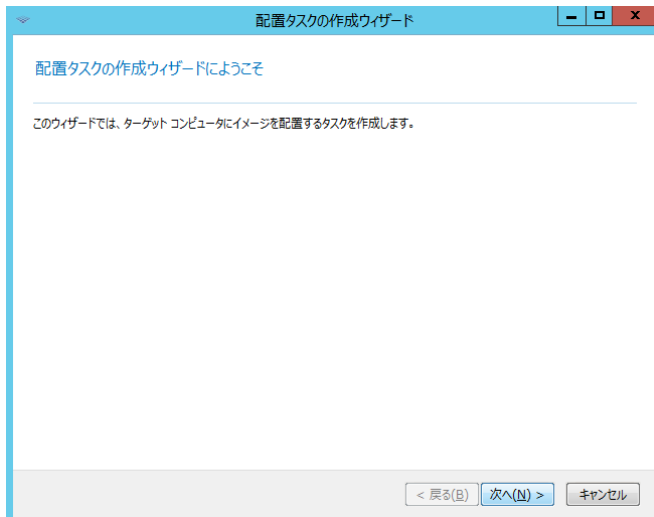 配置タスクの作成ウィザード
配置タスクの作成ウィザードにようこそ
このウィザードでは、ターゲット コンピュータにイメージを配置するタスクを作成します。
< 戻る(B) 次へ(N) > キャンセル